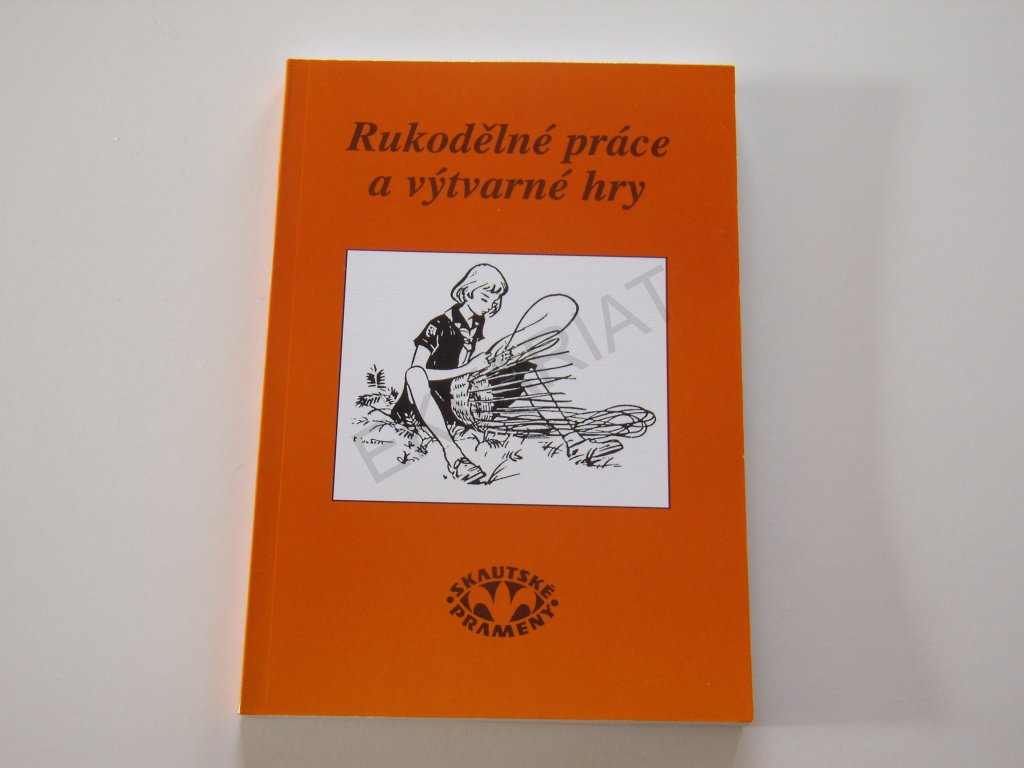 Rukodělné práce
a výtvarné hry
SKAUTSKÉ
PRAMENY